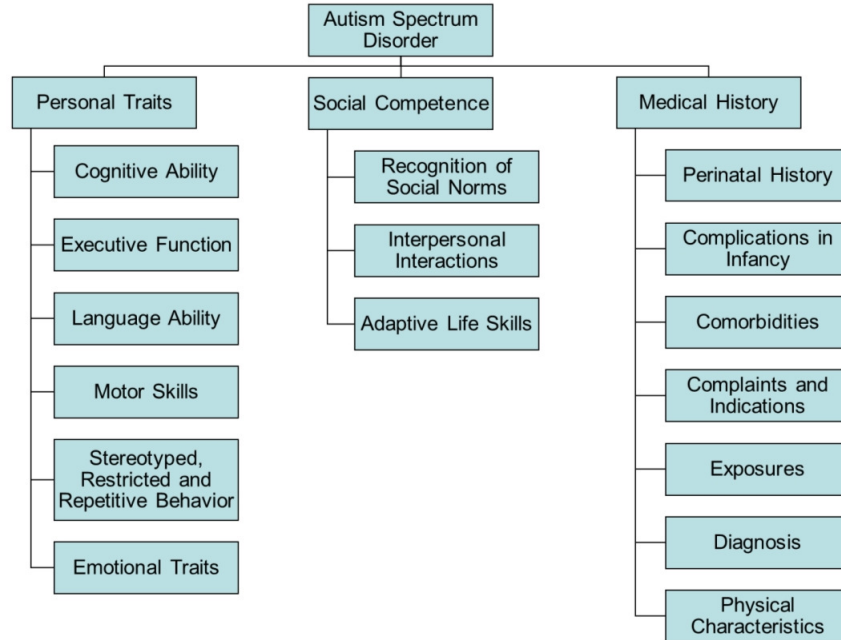 Autism Spectrum
Disorder
Personal Traits
Social Competence
Medical History
Cognitive Ability
Executive Function
Language Ability
Motor Skills
Stereotyped,
Restricted and
Repetitive Behavior
Emotional Traits
Recognition of
Social Norms
Interpersonal
Interactions
Adaptive Life Skills
Perinatal History
Complications in
Infancy
Comorbidities
Complaints and
Indications
Exposures
Diagnosis
Physical
Characteristics